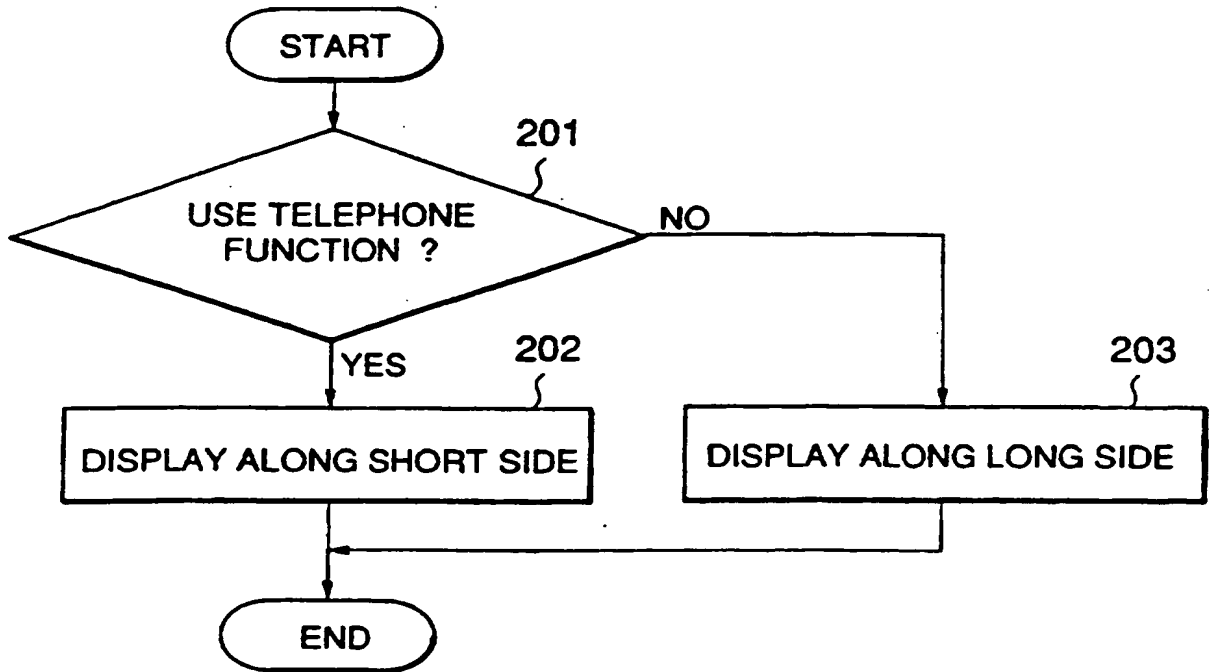 START
201
USE TELEPHONE
FUNCTION ?
NO
YES
202
203
DISPLAY ALONG SHORT SIDE
DISPLAY ALONG LONG SIDE
END